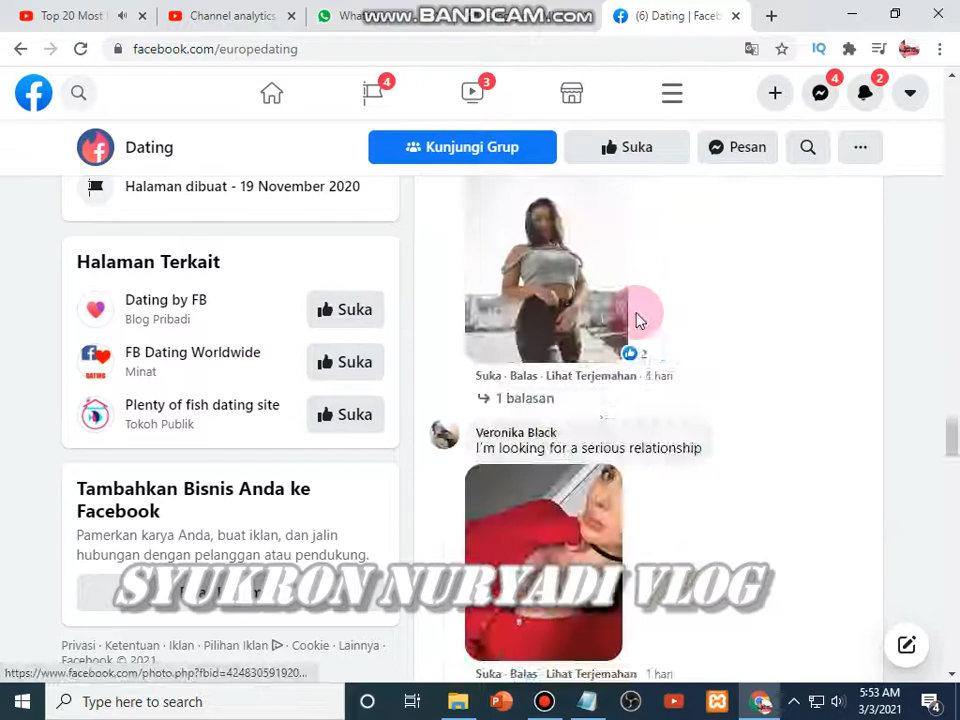 Top 20 Most
Channel analytics
What
WWW.BANDICAM.COM
(6) Dating | Faceb
facebook.com/europedating
IQ
4
3
4
2
Dating
Kunjungi Grup
Suka
Pesan
Halaman dibuat - 19 November 2020
Halaman Terkait
Dating by FB
Blog Pribadi
Suka
FB Dating Worldwide
Minat
Suka
Plenty of fish dating site
Tokoh Publik
Suka
Tambahkan Bisnis Anda ke
Facebook
Pamerkan karya Anda, buat iklan, dan jalin
hubungan dengan pelanggan atau pendukung.
Privasi · Ketentuan · Iklan · Pilihan Iklan · Cookie · Lainnya ·
Facebook © 2021
2
Suka · Balas · Lihat Terjemahan · hari
1 balasan
Veronika Black
I'm looking for a serious relationship
Suka · Balas · Lihat Terjemahan · 1 hari
SYUKRON NURYADI VLOG
https://www.facebook.com/photo.php?fbid=424830591920...
Type here to search
5:53 AM
3/3/2021
4